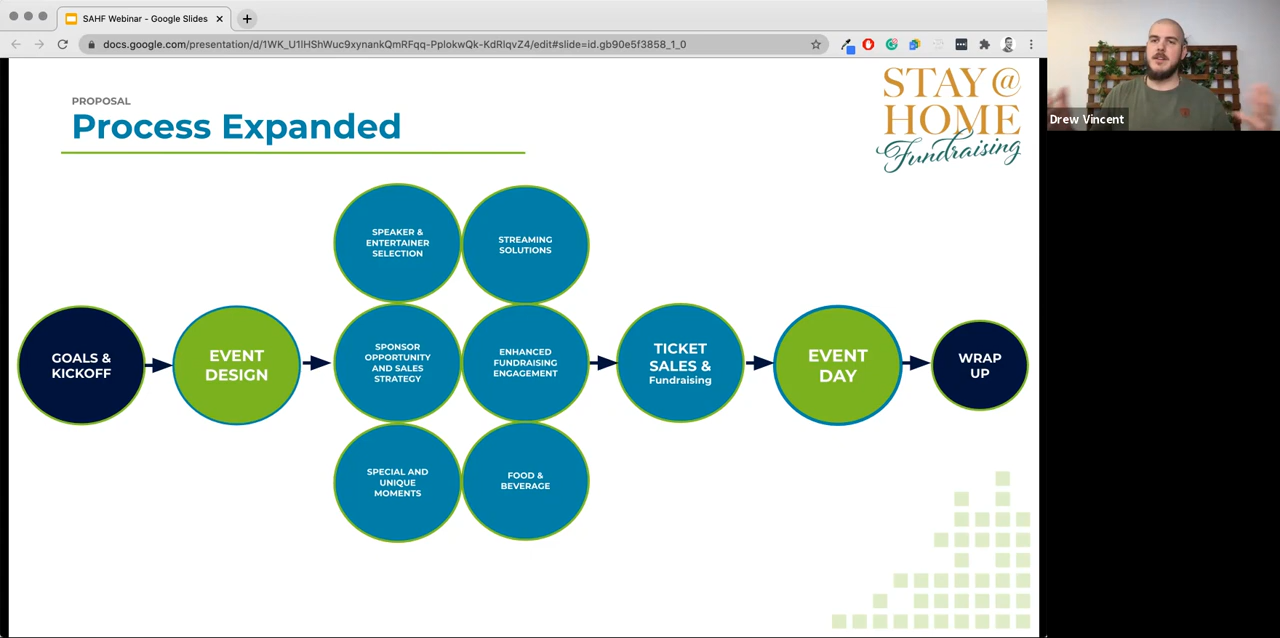 SAHF Webinar - Google Slides
docs.google.com/presentation/d/1WK_U1IHShWuc9xynankQmRFqq-PplokwQk-KdRlqvZ4/edit#slide=id.gb90e5f3858_1_0
PROPOSAL
Process Expanded
STAY @
HOME
Fundraising
Drew Vincent
GOALS &
KICKOFF
EVENT
DESIGN
SPEAKER &
ENTERTAINER
SELECTION
STREAMING
SOLUTIONS
SPONSOR
OPPORTUNITY
AND SALES
STRATEGY
ENHANCED
FUNDRAISING
ENGAGEMENT
SPECIAL AND
UNIQUE
MOMENTS
FOOD &
BEVERAGE
TICKET
SALES &
Fundraising
EVENT
DAY
WRAP
UP